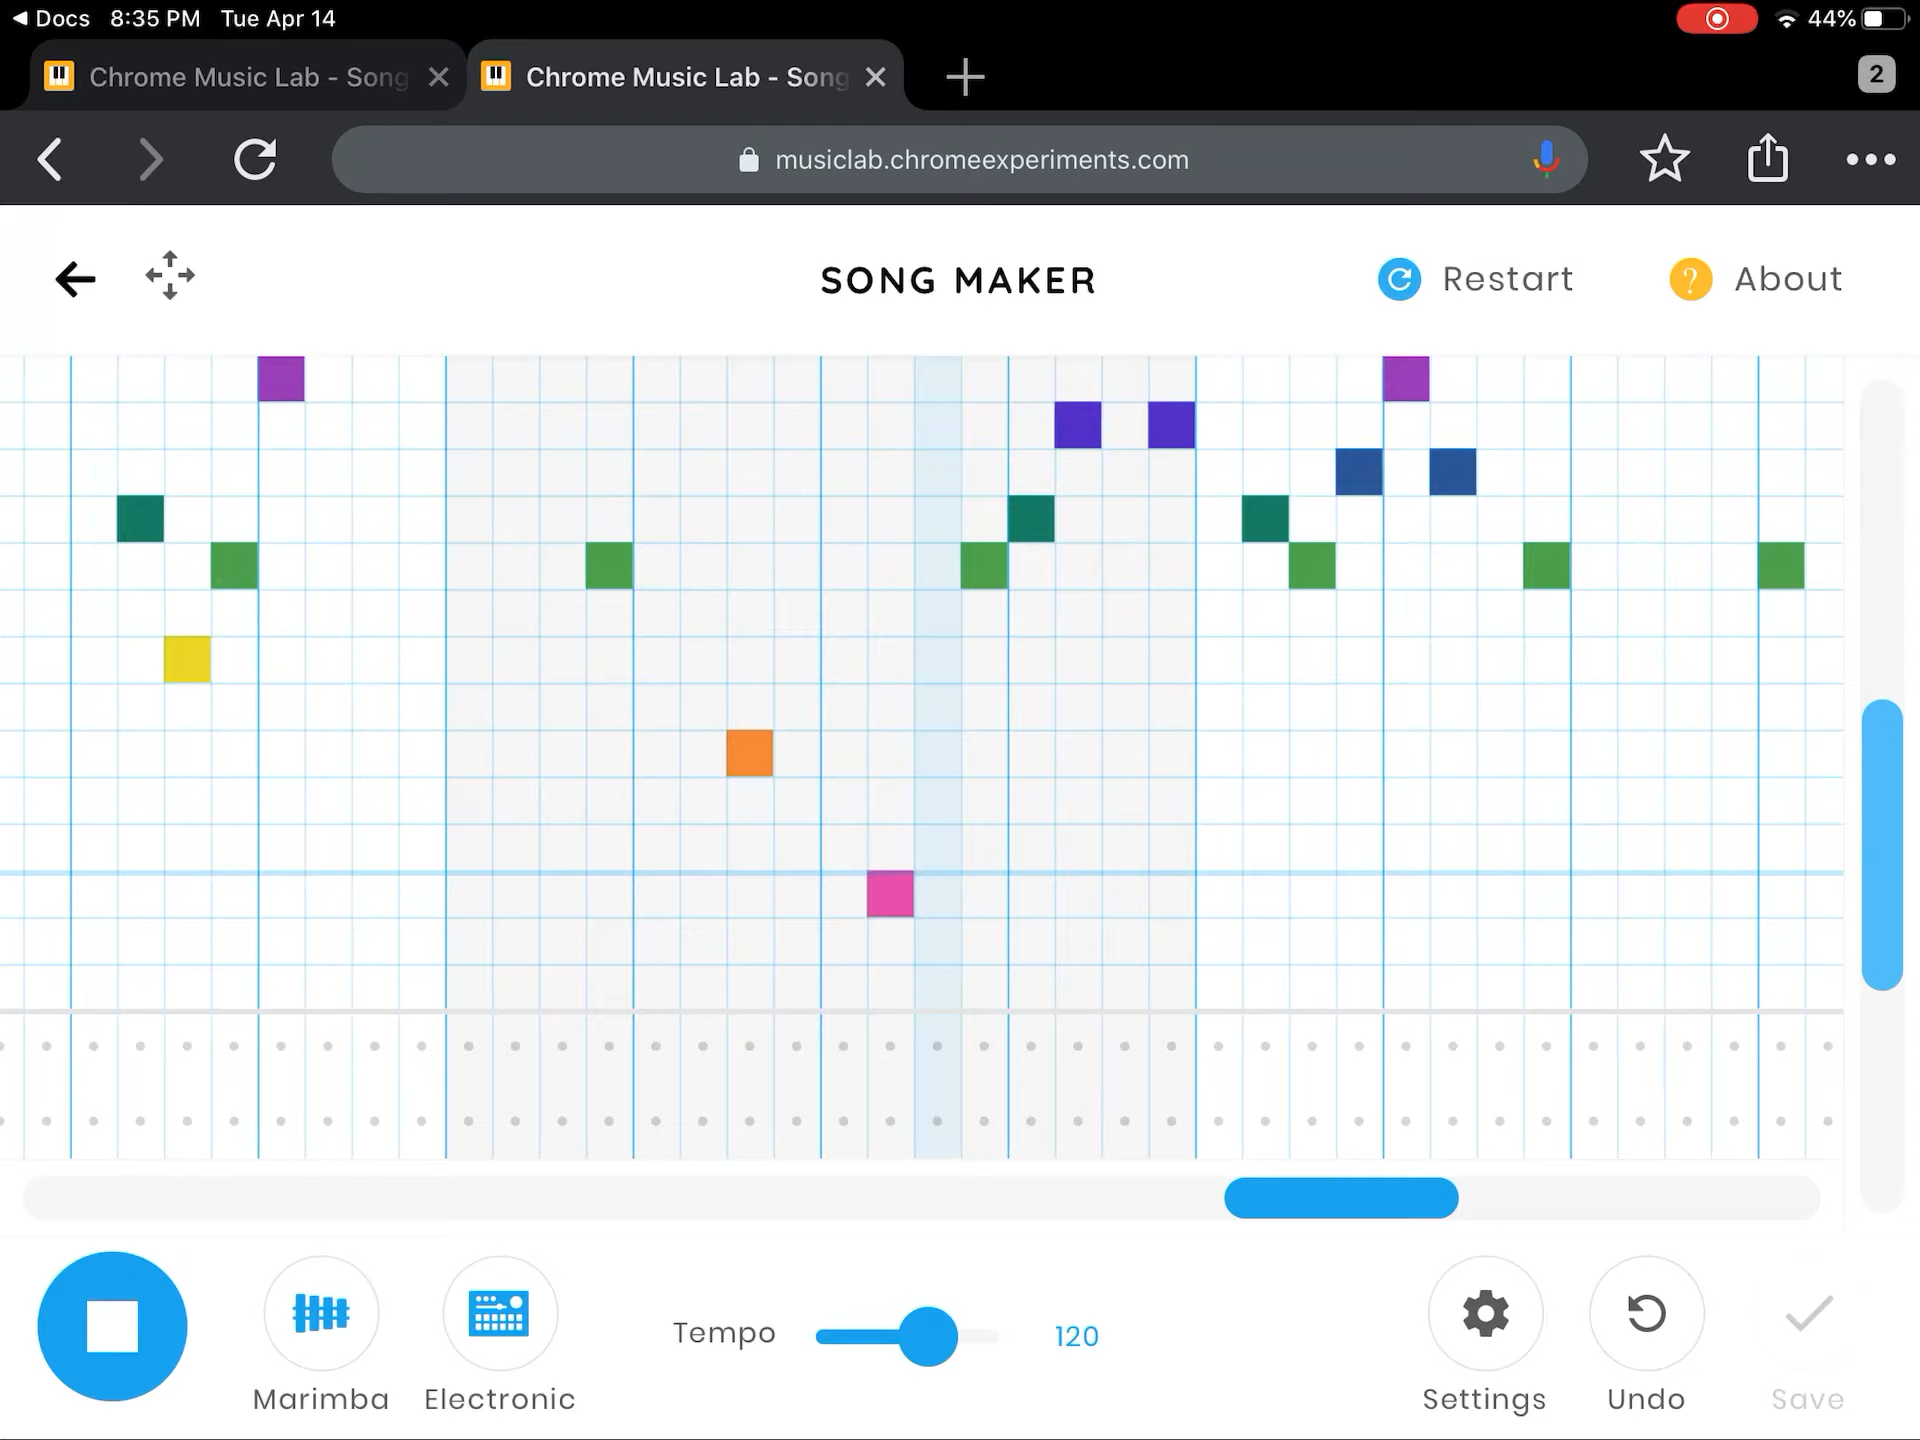 Docs 8:35 PM Tue Apr 14 44%
Chrome Music Lab - Song
Chrome Music Lab - Song
2
musiclab.chromeexperiments.com
SONG MAKER
Restart
? About
Tempo 120
Marimba
Electronic
Settings
Undo
Save